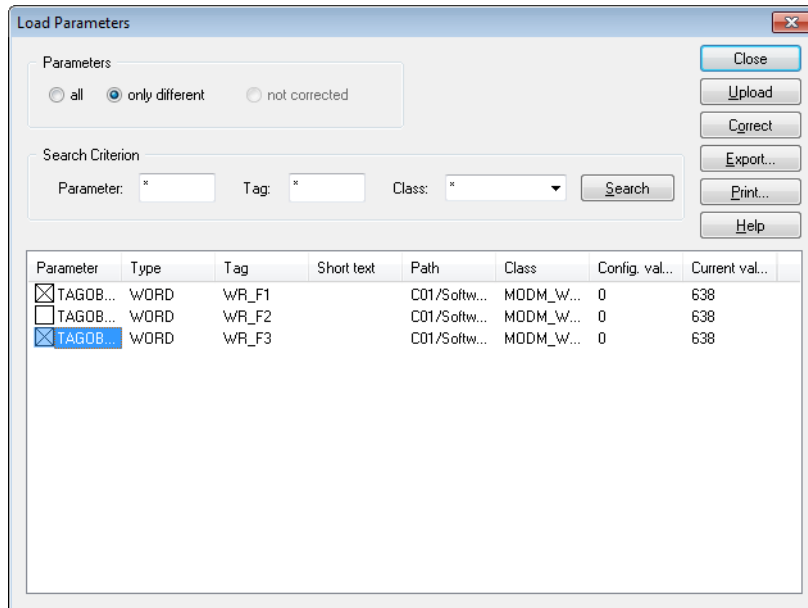 Load Parameters
Parameters
all only different not corrected
Close
Upload
Correct
Export...
Print...
Help
Search Criterion
Parameter: * Tag: * Class: * Search
Parameter Type Tag Short text Path Class Config. val... Current val...
TAGOB... WORD WR_F1 C01/Softw... MODM_W... 0 638
TAGOB... WORD WR_F2 C01/Softw... MODM_W... 0 638
TAGOB... WORD WR_F3 C01/Softw... MODM_W... 0 638